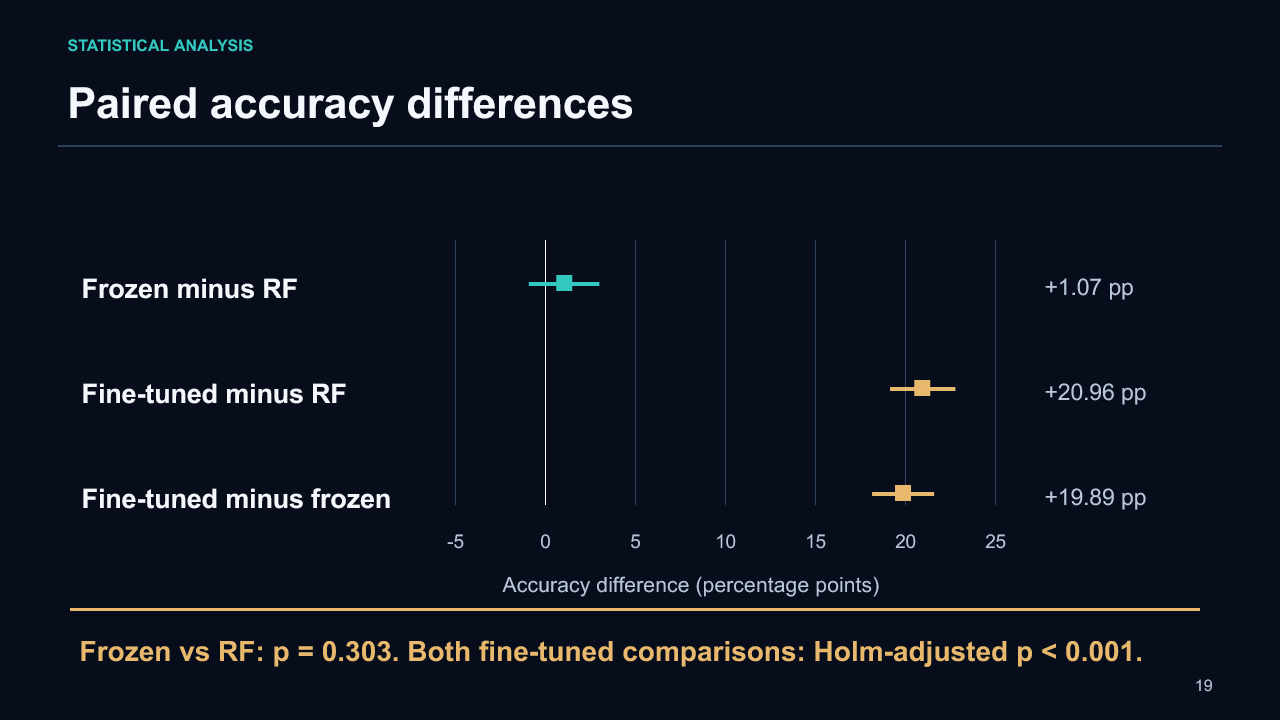 STATISTICAL ANALYSIS
Paired accuracy differences
Frozen minus RF
+1.07 pp
Fine-tuned minus RF
+20.96 pp
Fine-tuned minus frozen
+19.89 pp
-5 0 5 10 15 20 25
Accuracy difference (percentage points)
Frozen vs RF: p = 0.303. Both fine-tuned comparisons: Holm-adjusted p < 0.001.
19